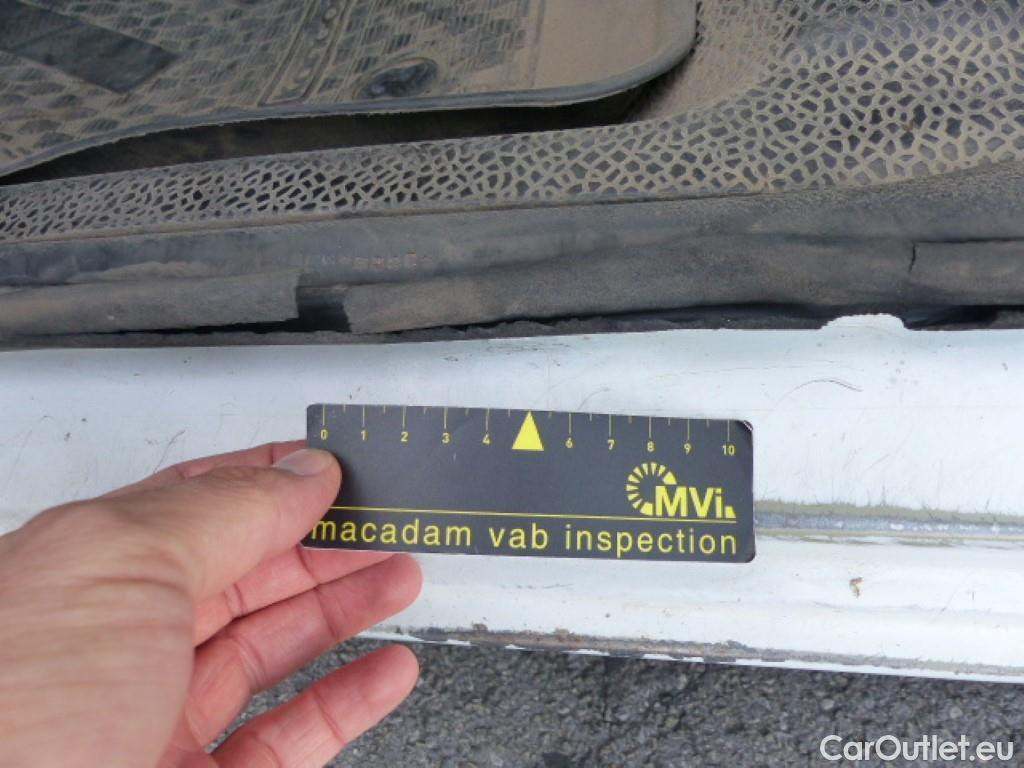 0 1 2 3 4 6 7 8 9 10
MVi.
macadam vab inspection
CarOutlet.eu